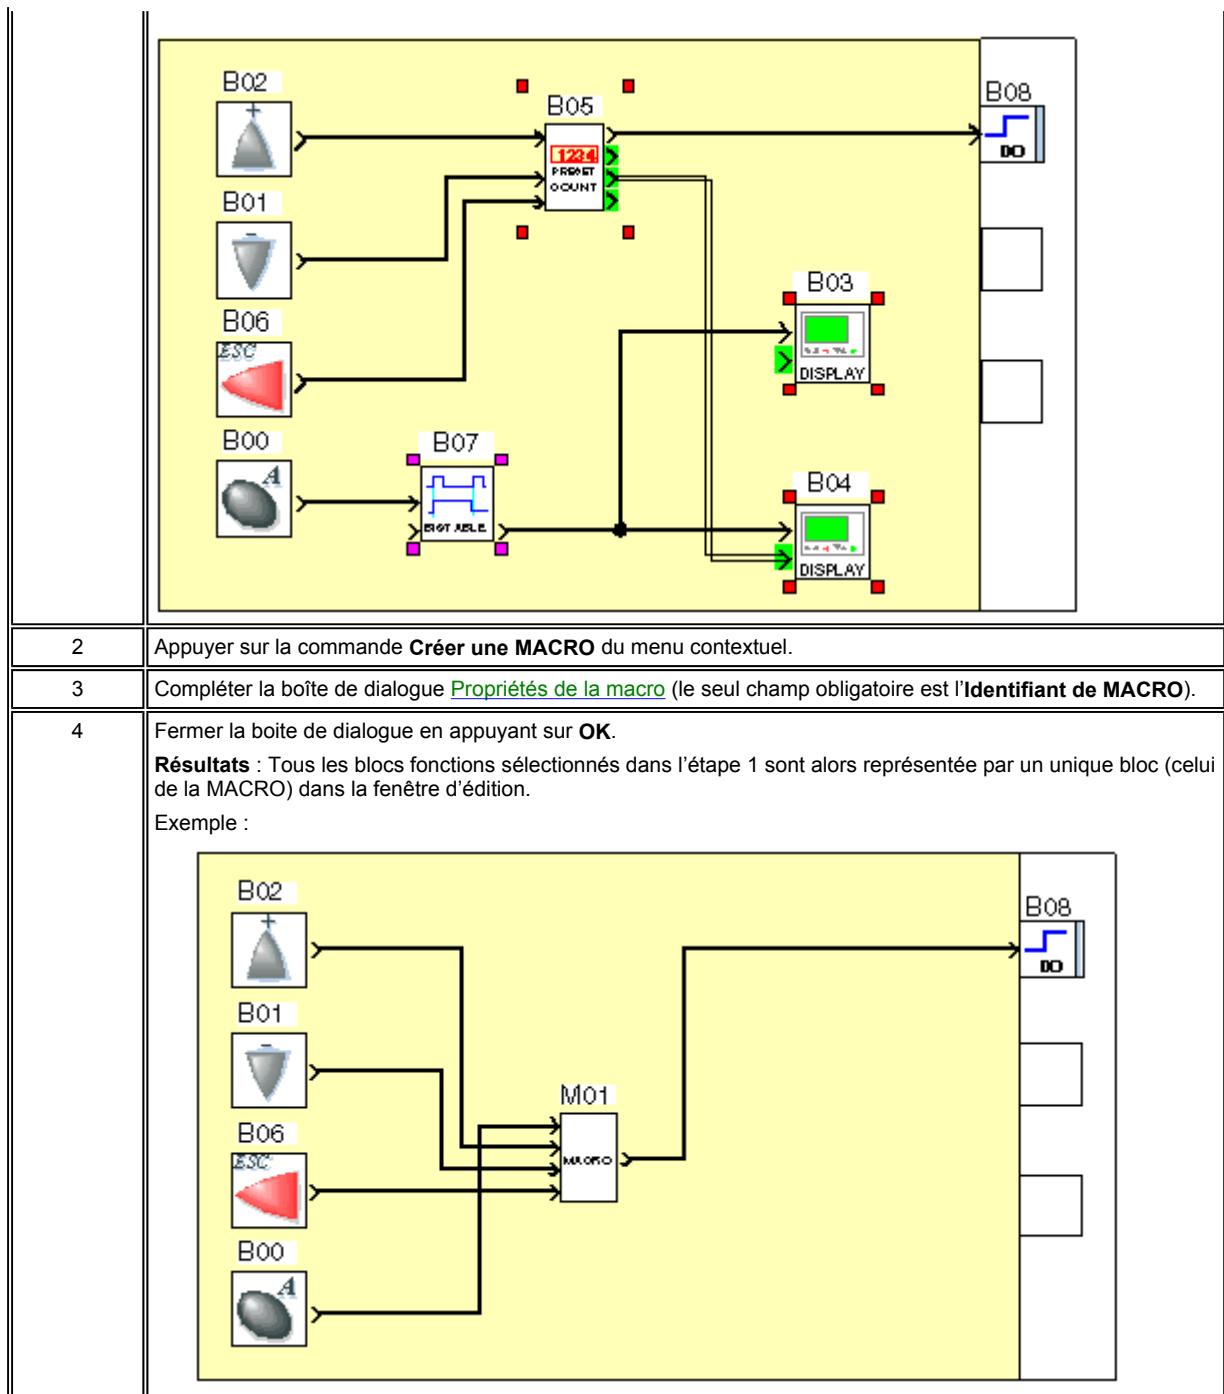 B02
B05
B08
1234
PRESET
COUNT
DO
B01
B03
B06
ESC
DISPLAY
B00
B07
B04
A
BISTABLE
DISPLAY
2 Appuyer sur la commande Créer une MACRO du menu contextuel.
3 Compléter la boîte de dialogue Propriétés de la macro (le seul champ obligatoire est l’Identifiant de MACRO).
4 Fermer la boite de dialogue en appuyant sur OK.
Résultats : Tous les blocs fonctions sélectionnés dans l’étape 1 sont alors représentée par un unique bloc (celui
de la MACRO) dans la fenêtre d’édition.
Exemple :
B02
B08
DO
B01
M01
B06
ESC
MACRO
B00
A